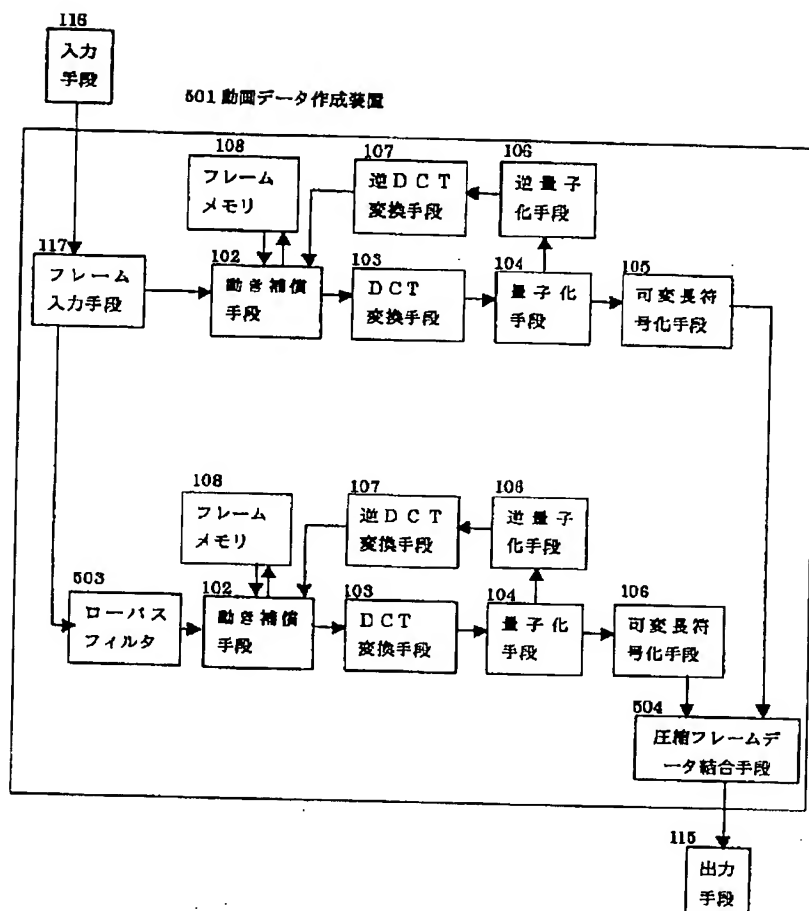 116
入力
手段
501 動画データ作成装置
108
フレーム
メモリ
107
逆DCT
変換手段
106
逆量子
化手段
117
フレーム
入力手段
102
動き補償
手段
103
DCT
変換手段
104
量子化
手段
105
可変長符
号化手段
108
フレーム
メモリ
107
逆DCT
変換手段
106
逆量子
化手段
503
ローパス
フィルタ
102
動き補償
手段
103
DCT
変換手段
104
量子化
手段
106
可変長符
号化手段
504
圧縮フレームデ
ータ結合手段
115
出力
手段